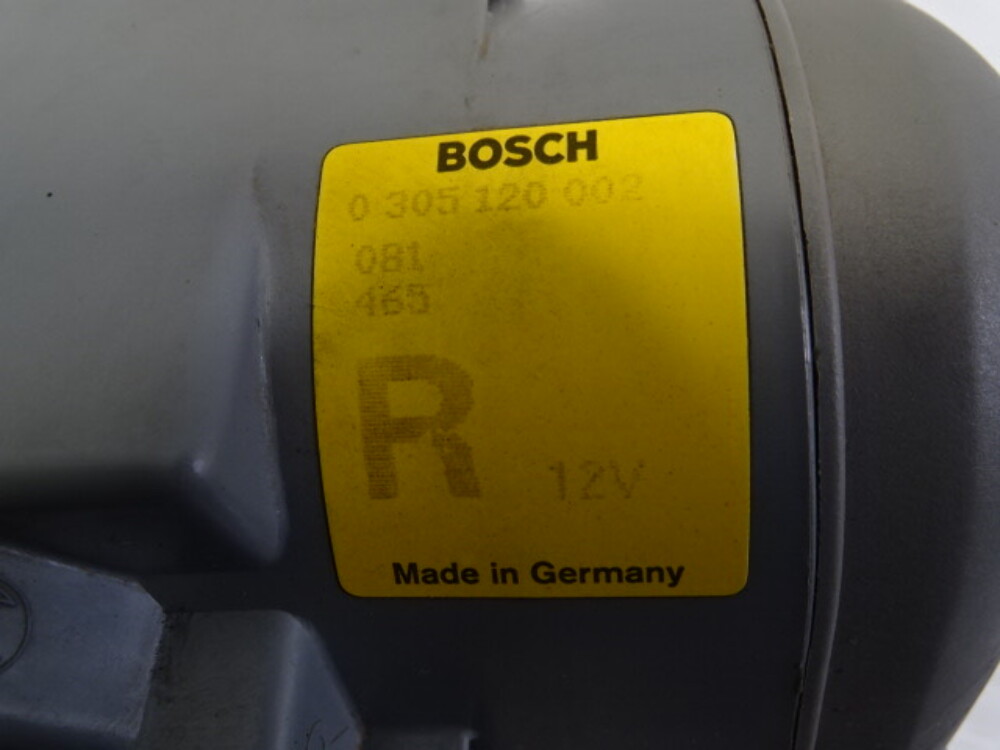 BOSCH
0 305 120 002
081
465
R
12V
Made in Germany